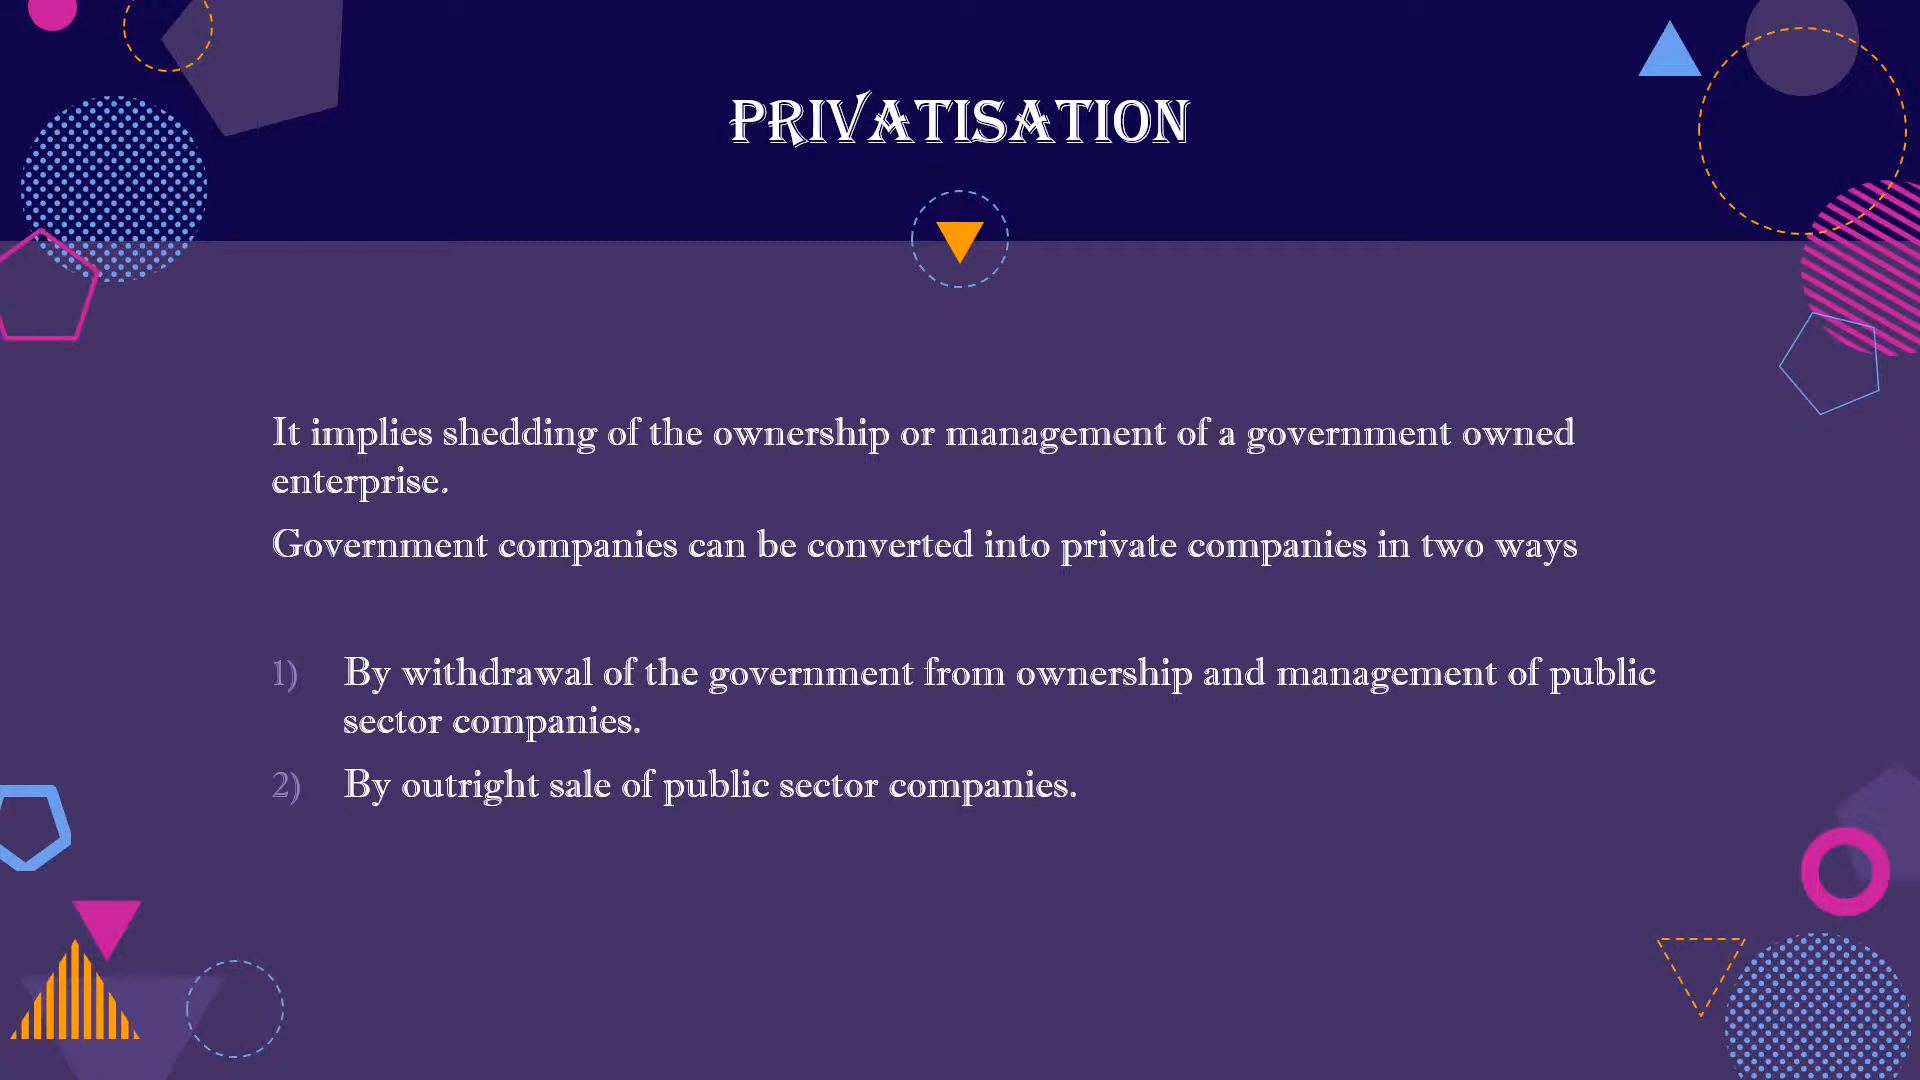 PRIVATISATION
It implies shedding of the ownership or management of a government owned
enterprise.
Government companies can be converted into private companies in two ways
1) By withdrawal of the government from ownership and management of public
sector companies.
2) By outright sale of public sector companies.